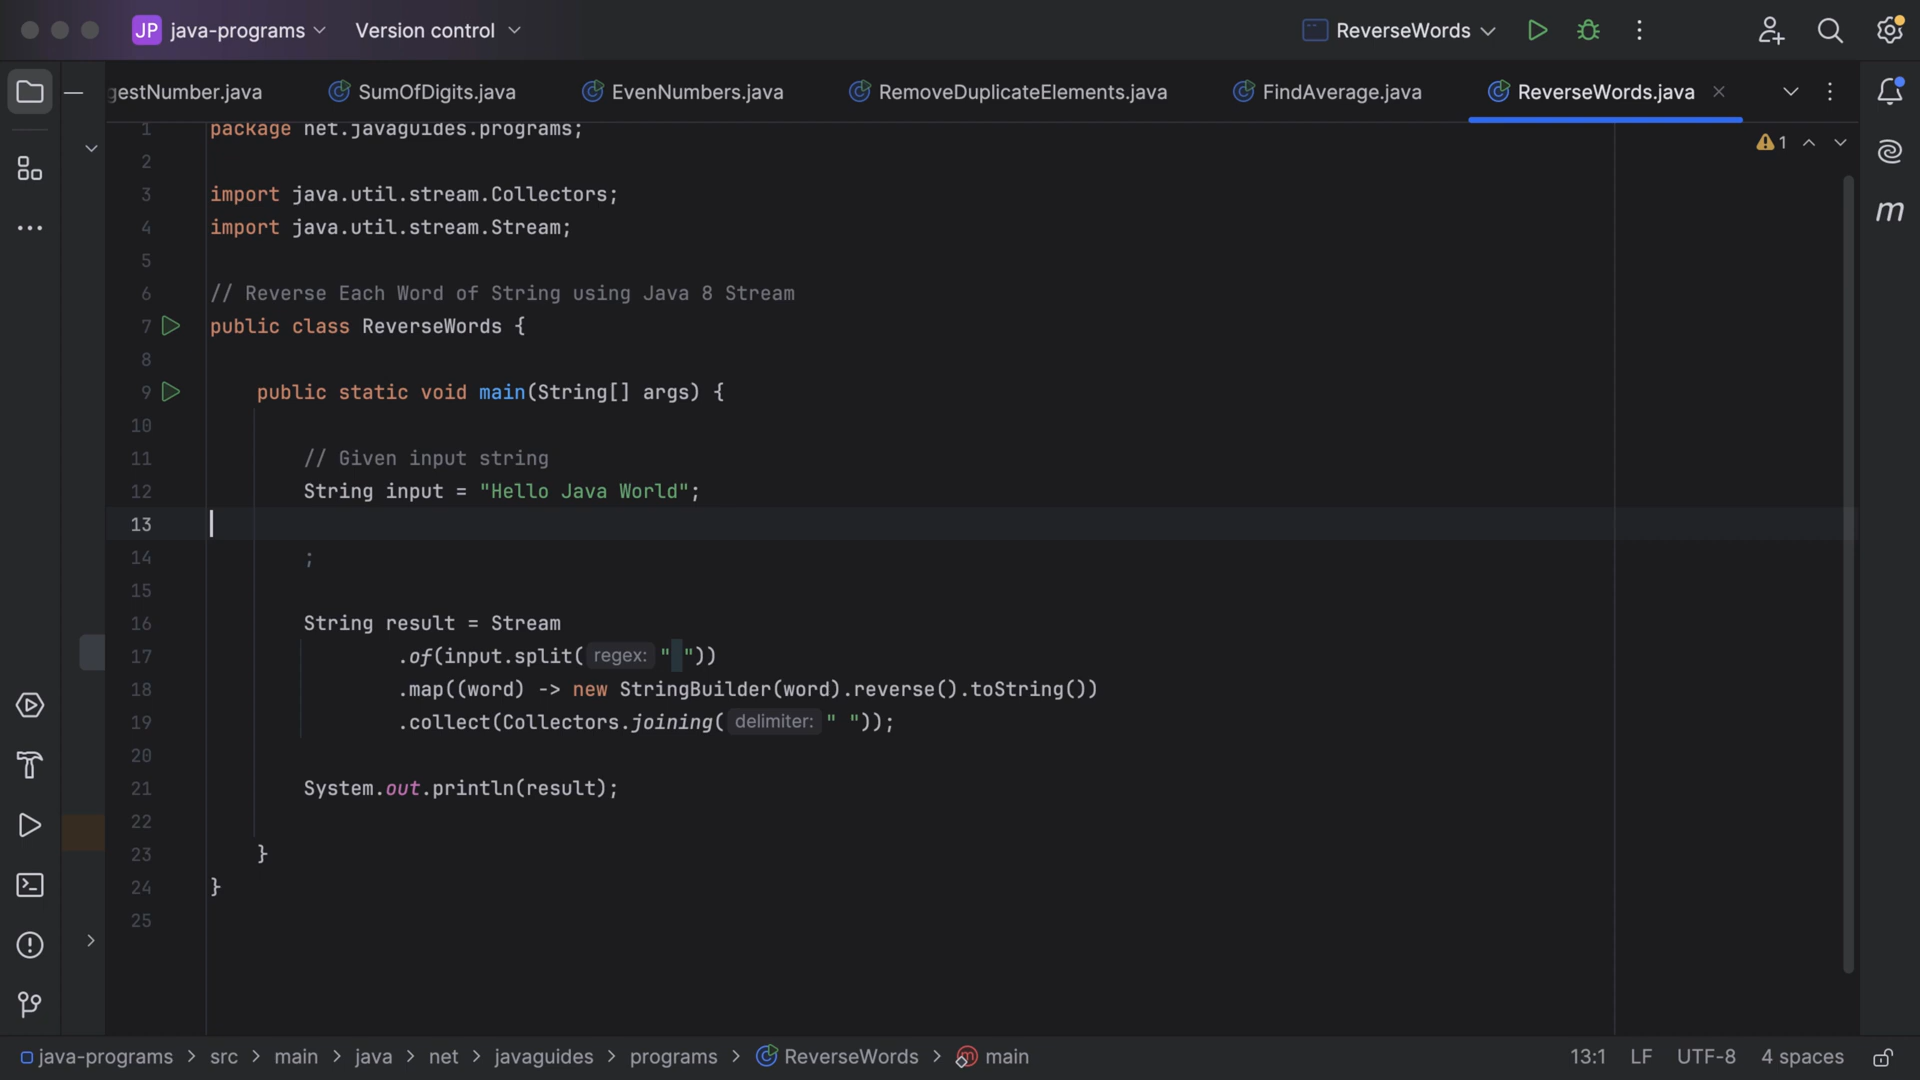 JP java-programs Version control ReverseWords
gestNumber.java SumOfDigits.java EvenNumbers.java RemoveDuplicateElements.java FindAverage.java ReverseWords.java
1 package net.javaguides.programs;
1
2
3 import java.util.stream.Collectors;
4 import java.util.stream.Stream;
5
6 // Reverse Each Word of String using Java 8 Stream
7 public class ReverseWords {
8
9 public static void main(String[] args) {
10
11 // Given input string
12 String input = "Hello Java World";
13
14 ;
15
16 String result = Stream
17 .of(input.split( regex: " "))
18 .map((word) -> new StringBuilder(word).reverse().toString())
19 .collect(Collectors.joining( delimiter: " "));
20
21 System.out.println(result);
22
23 }
24 }
25
java-programs > src > main > java > net > javaguides > programs > ReverseWords > main 13:1 LF UTF-8 4 spaces